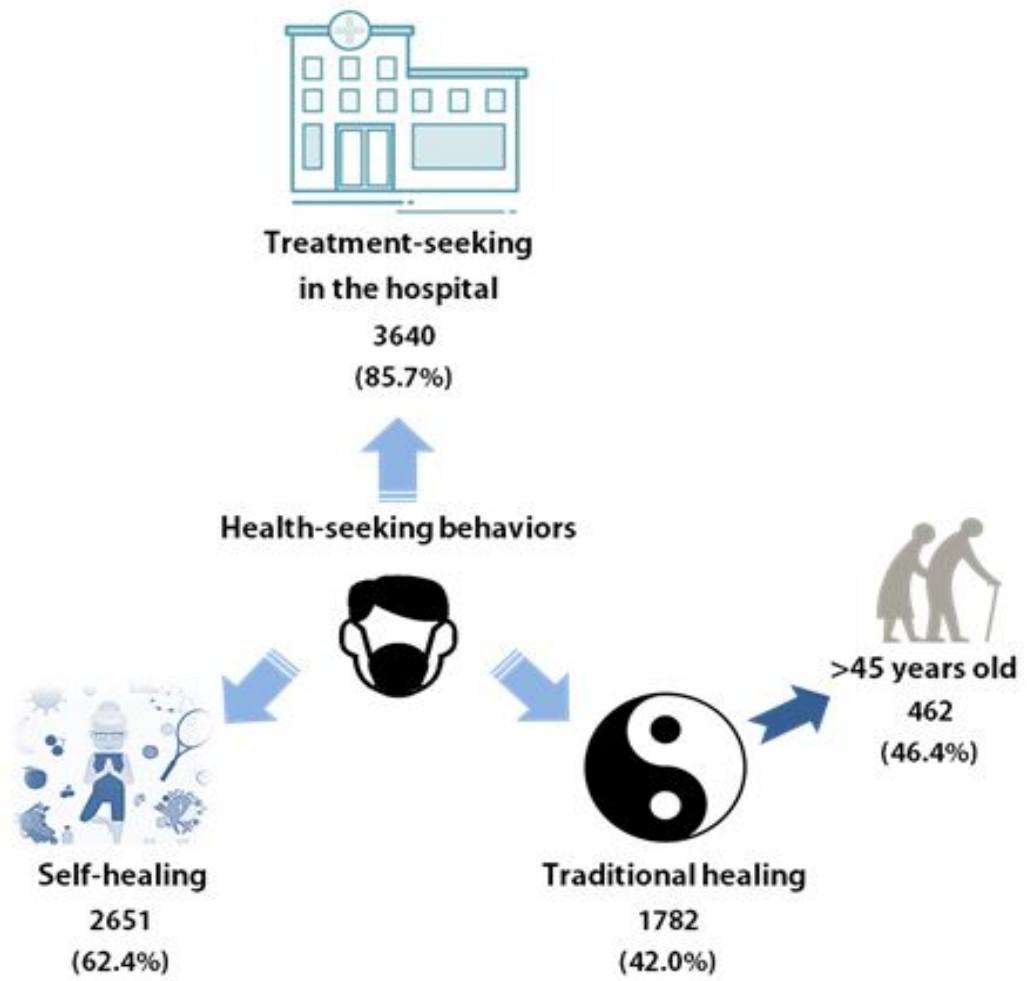 Treatment-seeking
in the hospital
3640
(85.7%)
Health-seeking behaviors
>45 years old
462
(46.4%)
Self-healing
2651
(62.4%)
Traditional healing
1782
(42.0%)